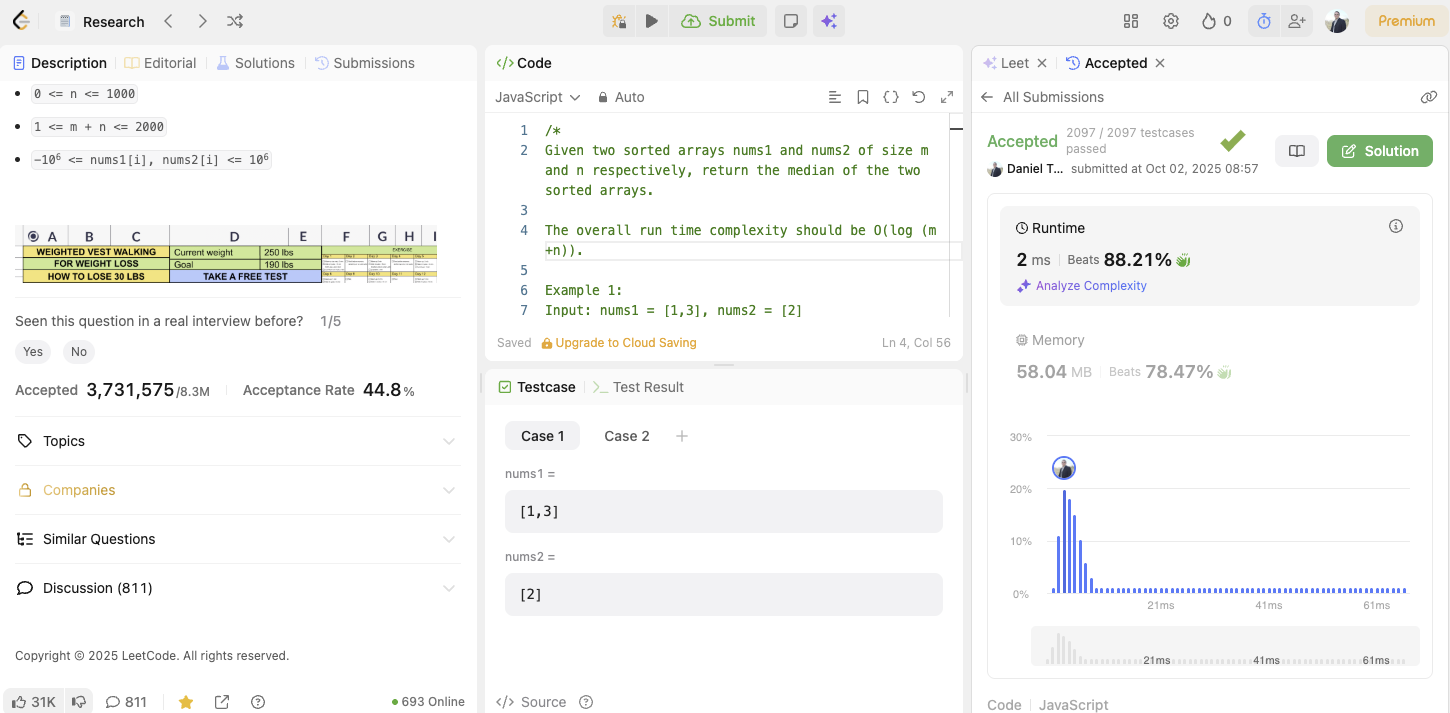 Research
Submit
0
Premium
Description
Editorial
Solutions
Submissions
0 <= n <= 1000
1 <= m + n <= 2000
-10⁶ <= nums1[i], nums2[i] <= 10⁶
A B C D E F G H I
WEIGHTED VEST WALKING
Current weight 250 lbs
EXERCISE
FOR WEIGHT LOSS
Goal 190 lbs
HOW TO LOSE 30 LBS
TAKE A FREE TEST
Seen this question in a real interview before? 1/5
Yes No
Accepted 3,731,575/8.3M Acceptance Rate 44.8%
Topics
Companies
Similar Questions
Discussion (811)
Copyright © 2025 LeetCode. All rights reserved.
31K 811 693 Online
</> Code
JavaScript Auto
1 /*
2 Given two sorted arrays nums1 and nums2 of size m
and n respectively, return the median of the two
sorted arrays.
3
4 The overall run time complexity should be O(log (m
+n)).
5
6 Example 1:
7 Input: nums1 = [1,3], nums2 = [2]
Saved Upgrade to Cloud Saving Ln 4, Col 56
Testcase
>_ Test Result
Case 1 Case 2 +
nums1 =
[1,3]
nums2 =
[2]
</> Source
Leet
Accepted
All Submissions
Accepted 2097 / 2097 testcases
passed
Solution
Daniel T... submitted at Oct 02, 2025 08:57
Runtime
2 ms Beats 88.21%
Analyze Complexity
Memory
58.04 MB Beats 78.47%
30%
20%
10%
0%
21ms 41ms 61ms
21ms 41ms 61ms
Code JavaScript